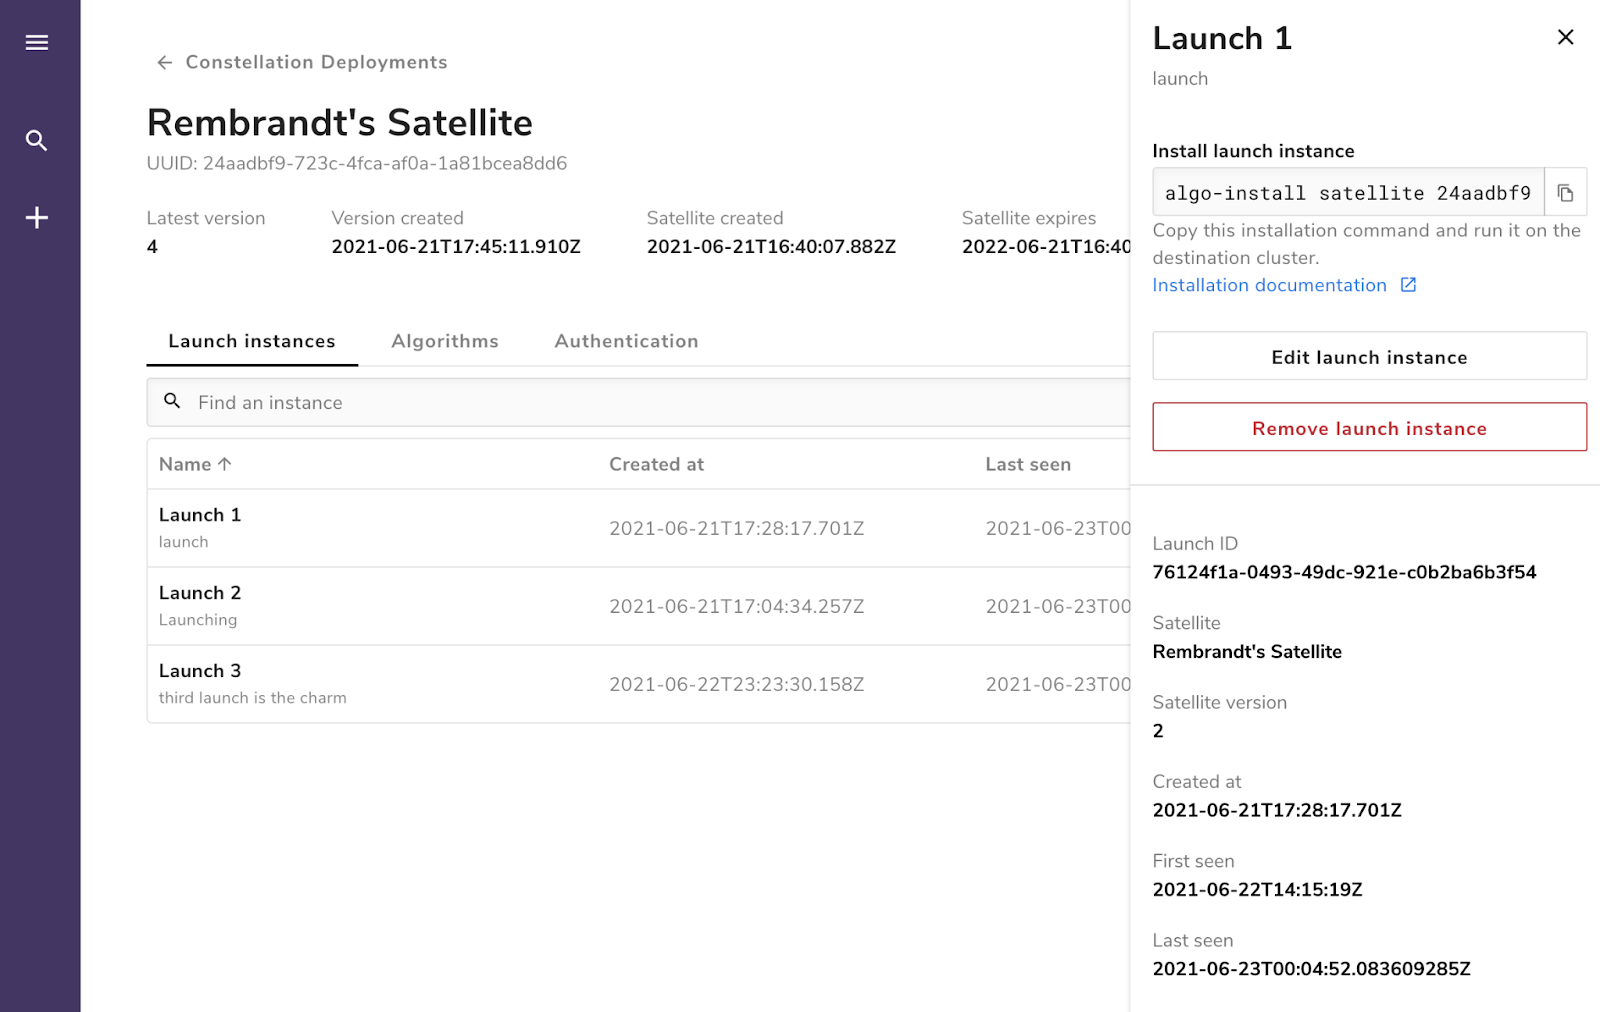 Constellation Deployments
Rembrandt's Satellite
UUID: 24aadbf9-723c-4fca-af0a-1a81bcea8dd6
Latest version
4
Version created
2021-06-21T17:45:11.910Z
Satellite created
2021-06-21T16:40:07.882Z
Satellite expires
2022-06-21T16:40
Launch instances
Algorithms
Authentication
Find an instance
Name
Created at
Last seen
Launch 1
launch
2021-06-21T17:28:17.701Z
2021-06-23T00
Launch 2
Launching
2021-06-21T17:04:34.257Z
2021-06-23T00
Launch 3
third launch is the charm
2021-06-22T23:23:30.158Z
2021-06-23T00
Launch 1
launch
Install launch instance
algo-install satellite 24aadbf9
Copy this installation command and run it on the
destination cluster.
Installation documentation
Edit launch instance
Remove launch instance
Launch ID
76124f1a-0493-49dc-921e-c0b2ba6b3f54
Satellite
Rembrandt's Satellite
Satellite version
2
Created at
2021-06-21T17:28:17.701Z
First seen
2021-06-22T14:15:19Z
Last seen
2021-06-23T00:04:52.083609285Z